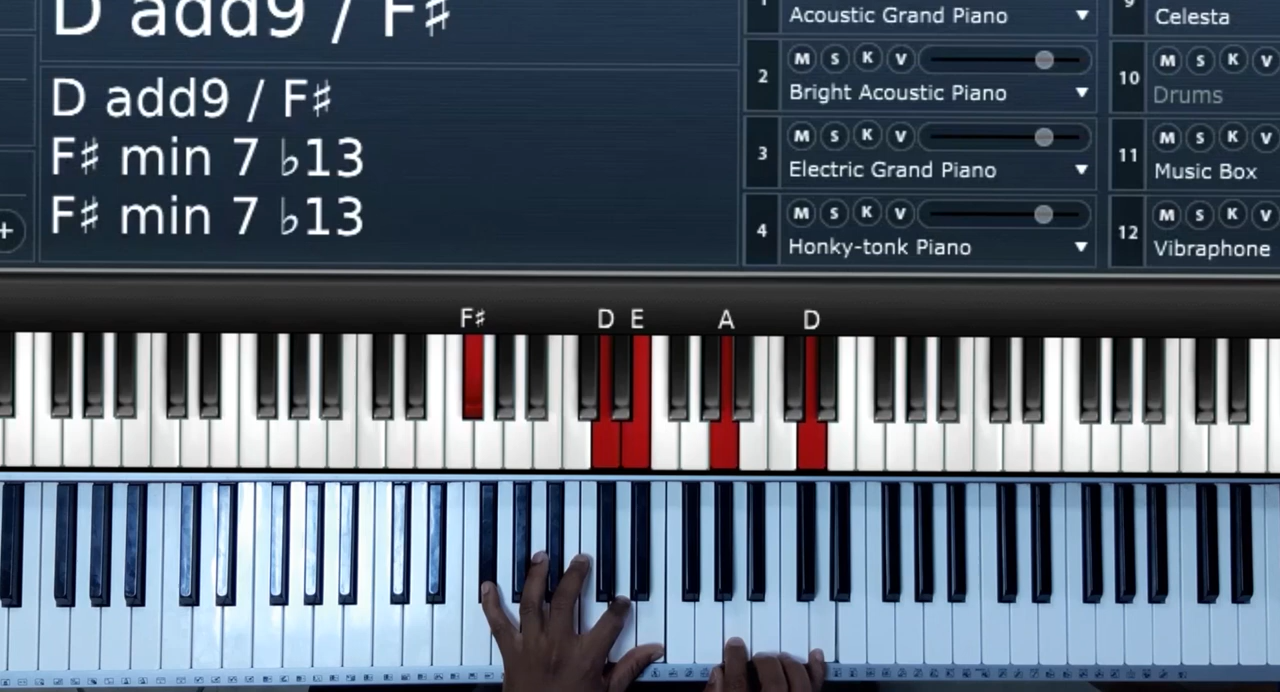 D add9 / F♯
D add9 / F♯
F♯ min 7 ♭13
F♯ min 7 ♭13
+
1
Acoustic Grand Piano
2 M S K V
Bright Acoustic Piano
3 M S K V
Electric Grand Piano
4 M S K V
Honky-tonk Piano
9
Celesta
10 M S K V
Drums
11 M S K V
Music Box
12 M S K V
Vibraphone
F♯ D E A D